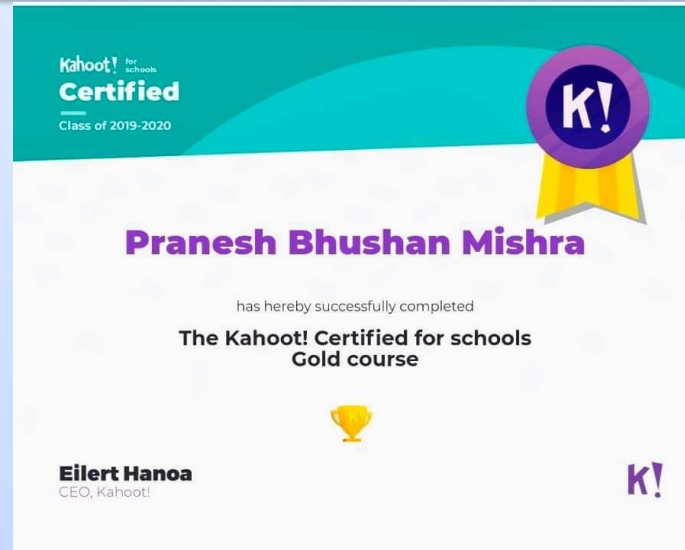 Kahoot! for schools
Certified
Class of 2019-2020
K!
Pranesh Bhushan Mishra
has hereby successfully completed
The Kahoot! Certified for schools
Gold course
Eilert Hanoa
CEO, Kahoot!
K!